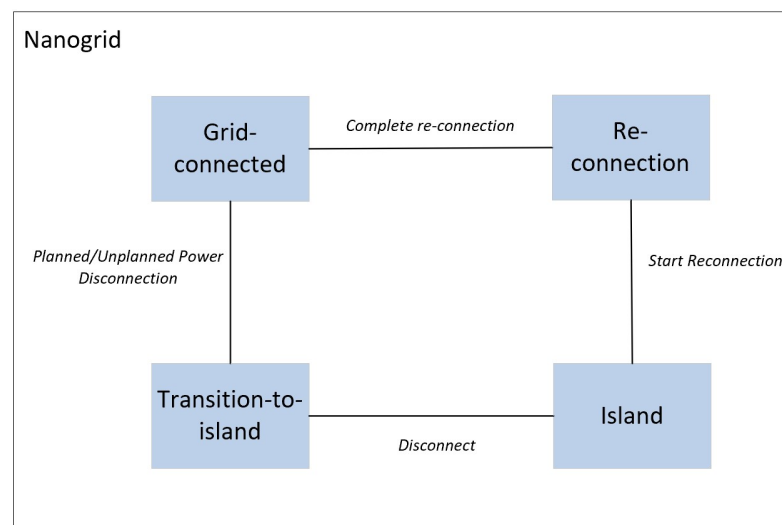 Nanogrid
Grid-
connected
Complete re-connection
Re-
connection
Planned/Unplanned Power
Disconnection
Start Reconnection
Transition-to-
island
Disconnect
Island